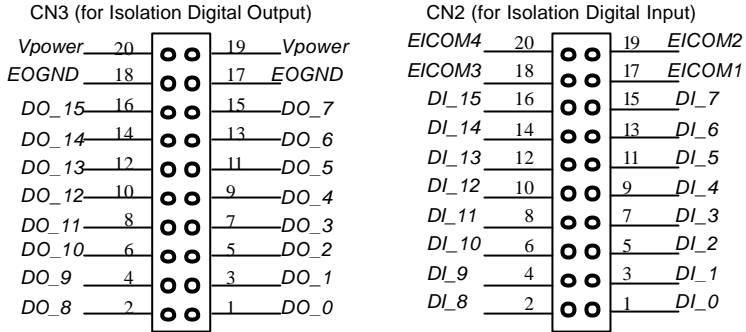 CN3 (for Isolation Digital Output) CN2 (for Isolation Digital Input)
Vpower 20 19 Vpower EICOM4 20 19 EICOM2
EOGND 18 17 EOGND EICOM3 18 17 EICOM1
DO_15 16 15 DO_7 DI_15 16 15 DI_7
DO_14 14 13 DO_6 DI_14 14 13 DI_6
DO_13 12 11 DO_5 DI_13 12 11 DI_5
DO_12 10 9 DO_4 DI_12 10 9 DI_4
DO_11 8 7 DO_3 DI_11 8 7 DI_3
DO_10 6 5 DO_2 DI_10 6 5 DI_2
DO_9 4 3 DO_1 DI_9 4 3 DI_1
DO_8 2 1 DO_0 DI_8 2 1 DI_0